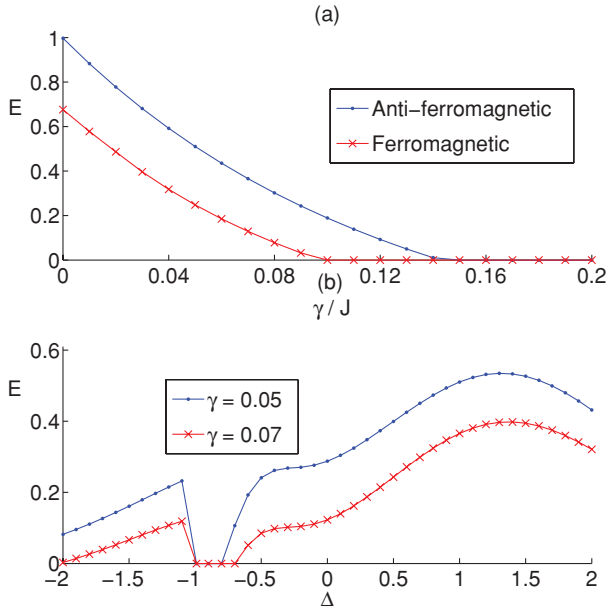 (a)
1
0.8
E
0.6
0.4
0.2
0
Anti−ferromagnetic
Ferromagnetic
0 0.04 0.08 0.12 0.16 0.2
(b)
γ / J
0.6
E
0.4
0.2
0
γ = 0.05
γ = 0.07
−2 −1.5 −1 −0.5 0 0.5 1 1.5 2
Δ